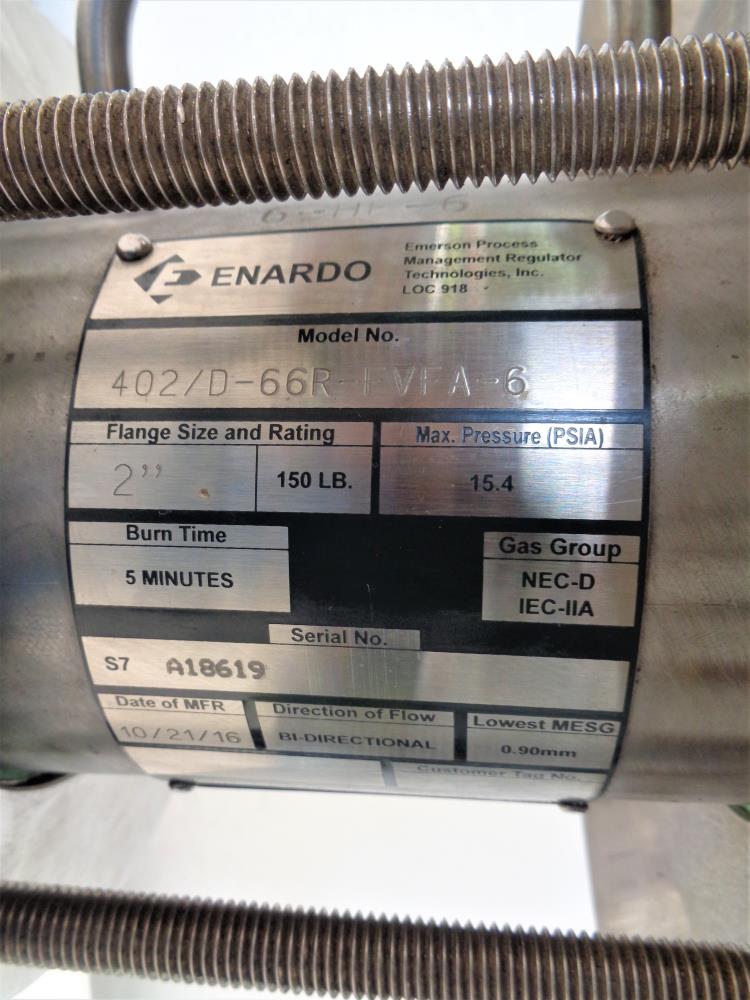 ENARDO
Emerson Process
Management Regulator
Technologies, Inc.
LOC 918
Model No.
402/D-66R-FVFA-6
Flange Size and Rating
2” 150 LB.
Max. Pressure (PSIA)
15.4
Burn Time
5 MINUTES
Gas Group
NEC-D
IEC-IIA
Serial No.
S7 A18619
Date of MFR
10/21/16
Direction of Flow
BI-DIRECTIONAL
Lowest MESG
0.90mm
Customer Tag No.